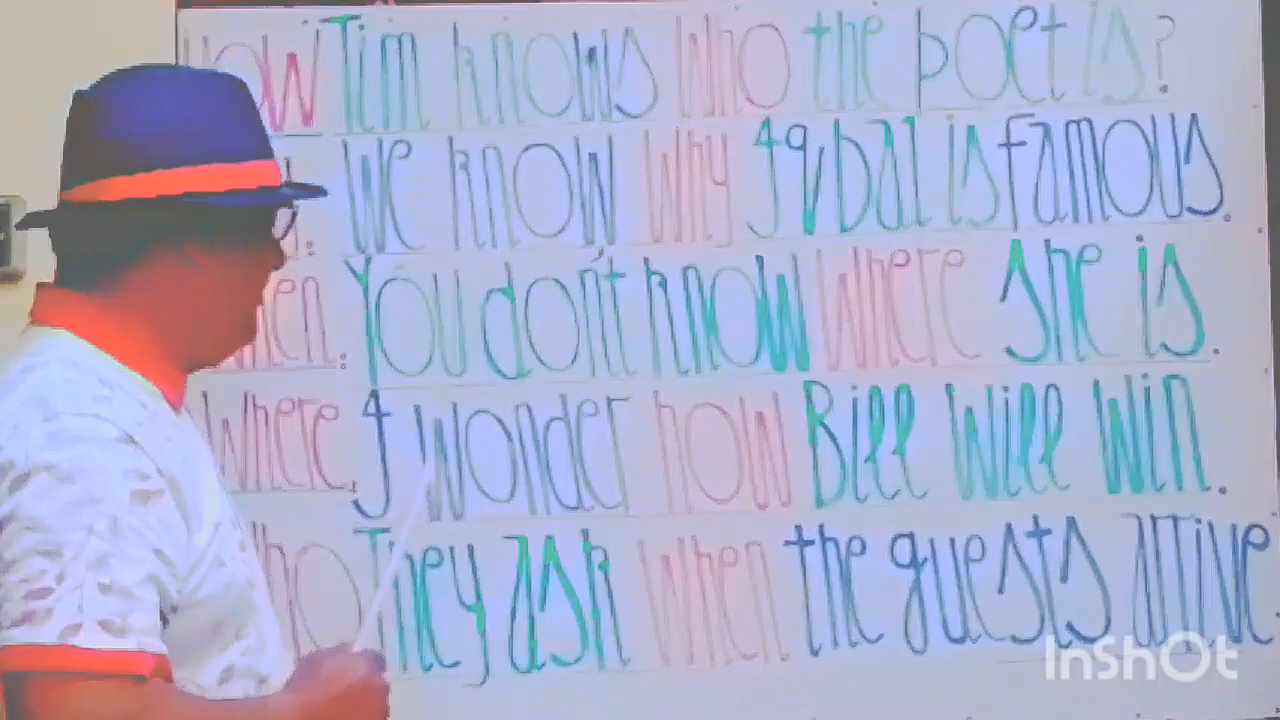 How Tim knows who the poet is?
We know why Iqbal is famous.
When. You don't know where she is.
Where, I wonder how Bill will win.
Who They ask when the guests arrive
InShOt